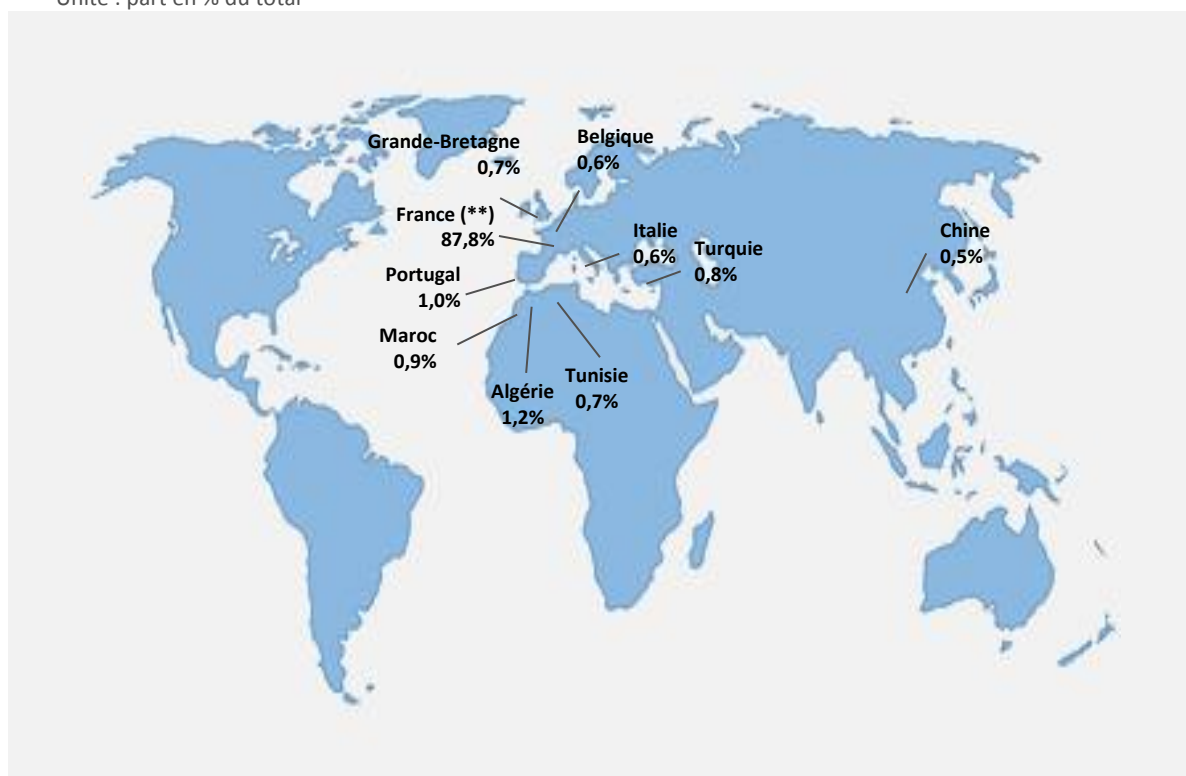 Unité : part en % du total
Grande-Bretagne
0,7%
Belgique
0,6%
France (**)
87,8%
Italie
0,6%
Turquie
0,8%
Chine
0,5%
Portugal
1,0%
Maroc
0,9%
Algérie
1,2%
Tunisie
0,7%